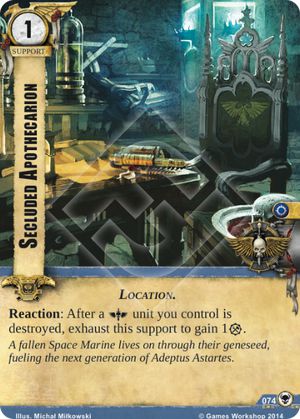 1
SUPPORT
SECLUDED APOTHECARION
LOCATION.
Reaction: After a unit you control is
destroyed, exhaust this support to gain 1.
A fallen Space Marine lives on through their geneseed,
fueling the next generation of Adeptus Astartes.
074
Illus. Michał Miłkowski
© Games Workshop 2014